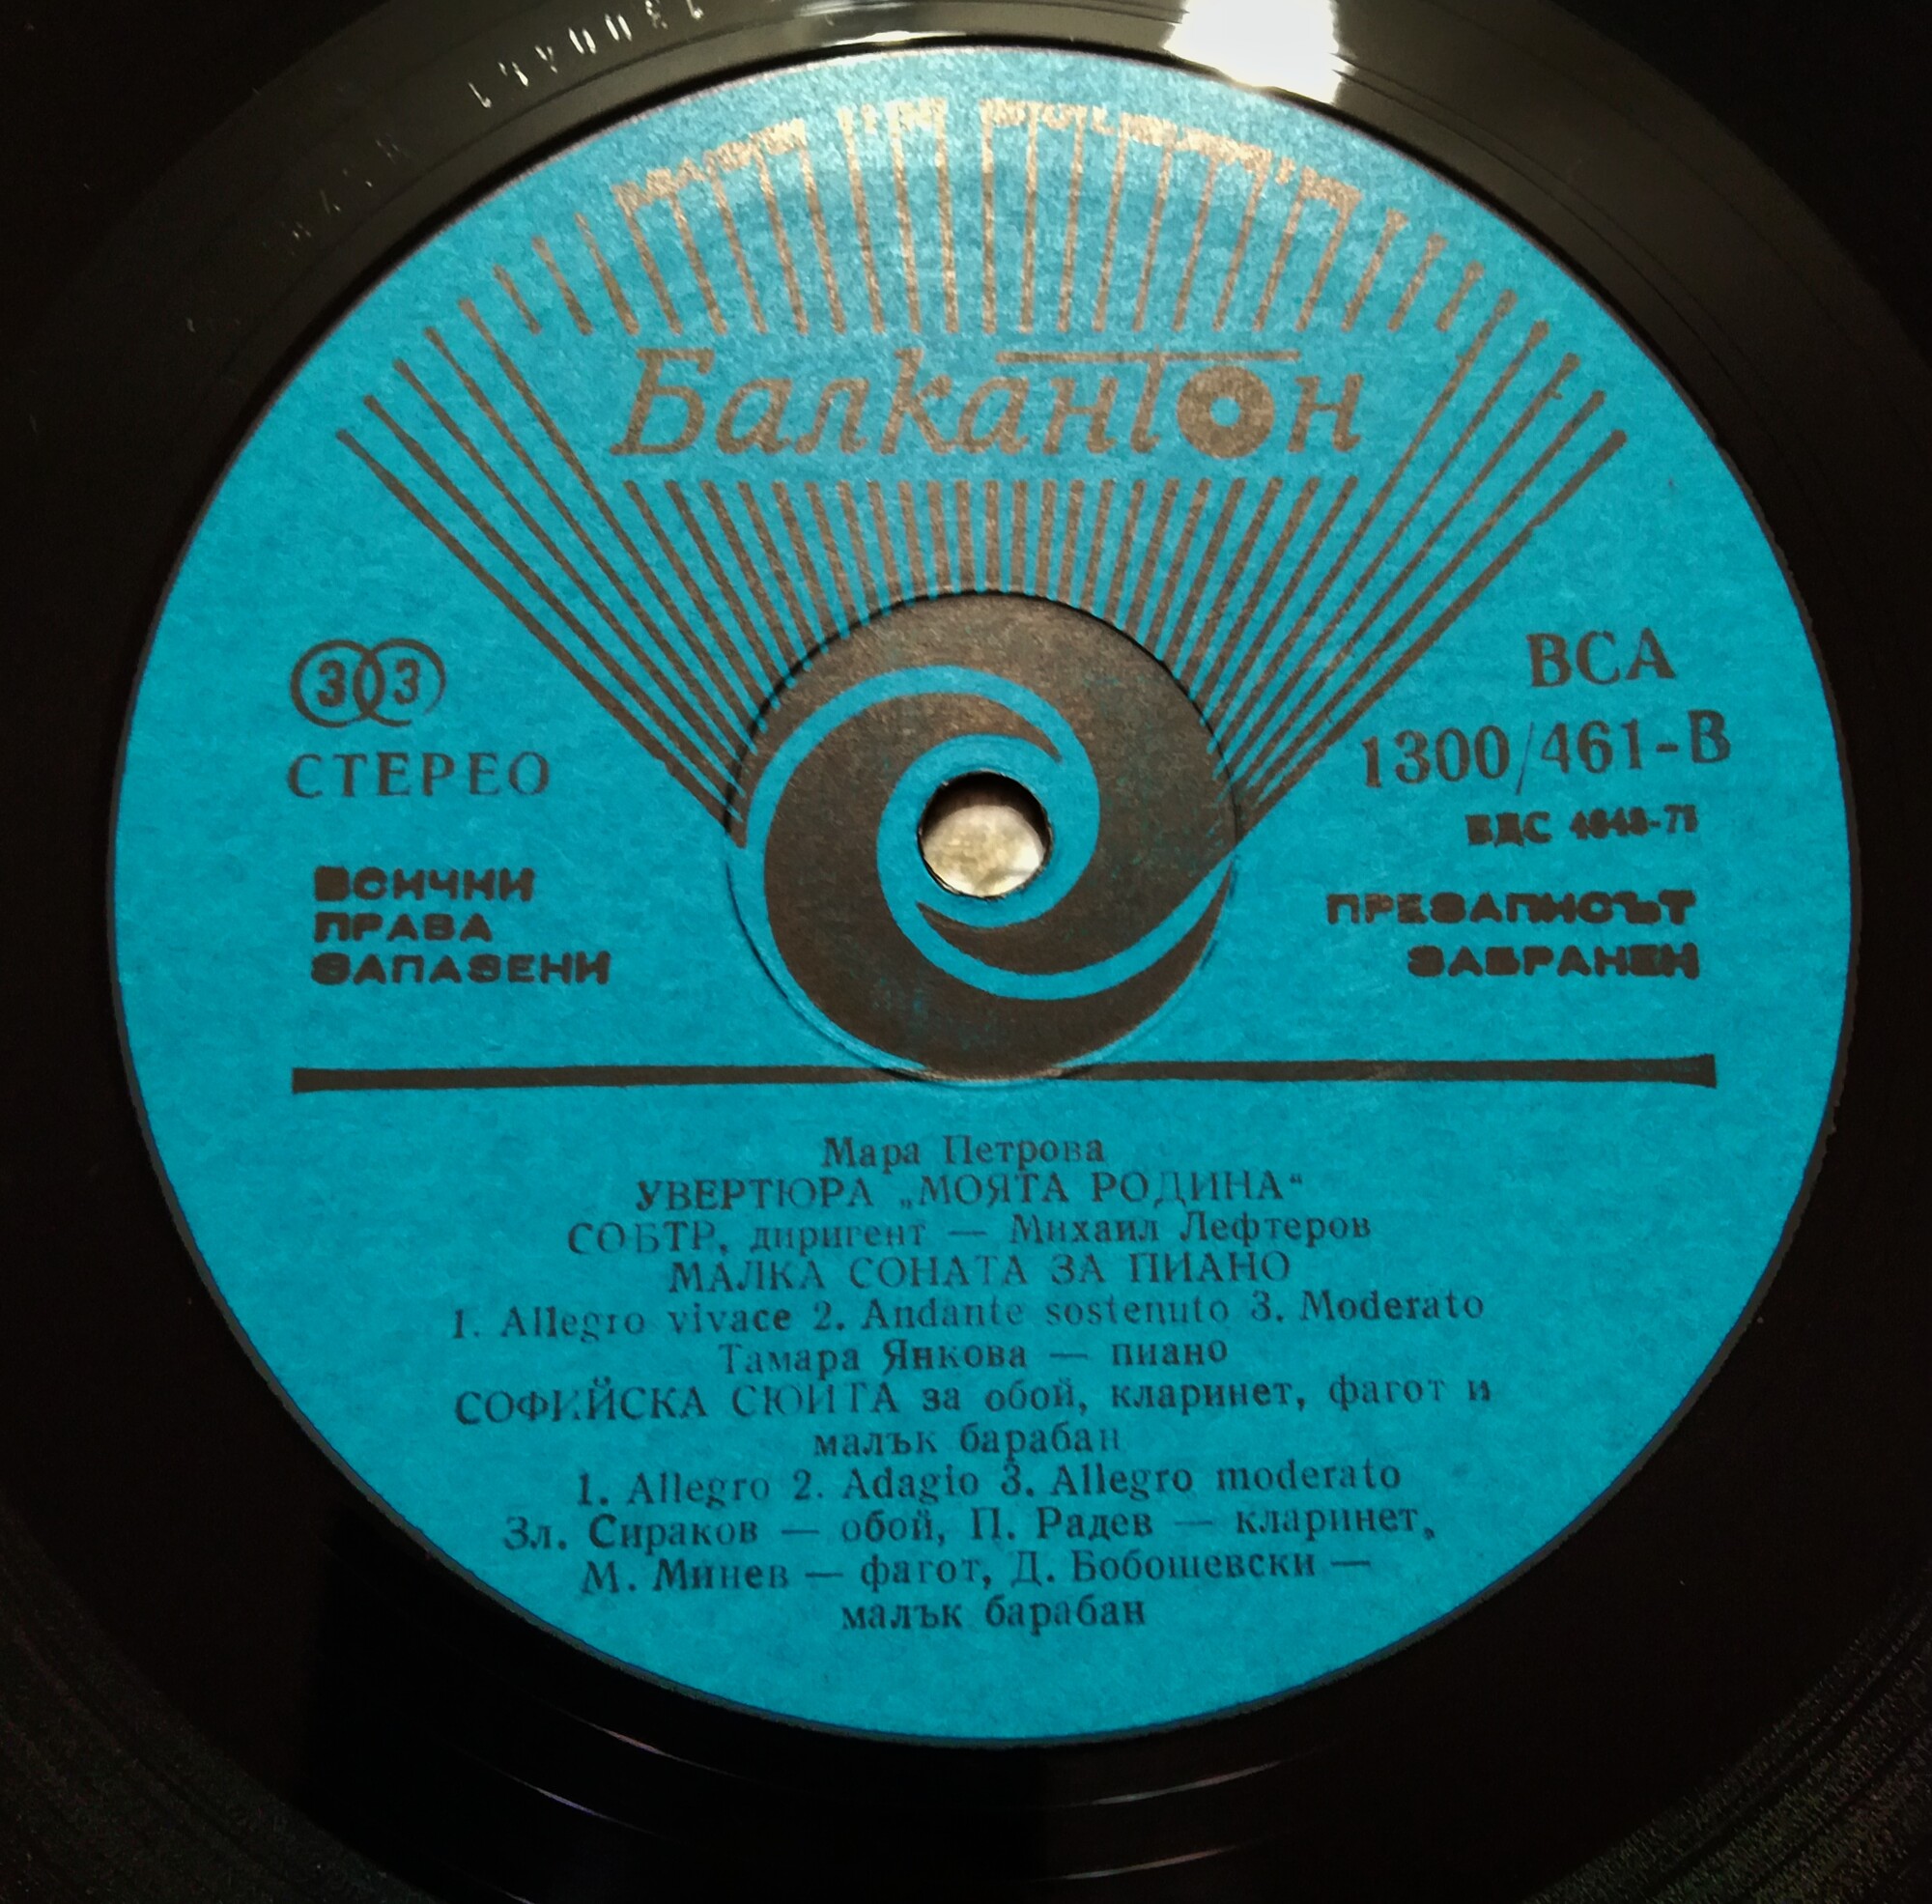 Балкантон
33
СТЕРЕО
ВСИЧКИ
ПРАВА
ЗАПАЗЕНИ
ВСА
1300/461-В
БДС
ПРЕЗАПИСЪТ
ЗАБРАНЕН
Мара Петрова
УВЕРТЮРА „МОЯТА РОДИНА“
СОБТР, диригент — Михаил Лефтеров
МАЛКА СОНАТА ЗА ПИАНО
1. Allegro vivace 2. Andante sostenuto 3. Moderato
Тамара Янкова — пиано
СОФИЙСКА СЮИТА за обой, кларинет, фагот и
малък барабан
1. Allegro 2. Adagio 3. Allegro moderato
Зл. Сираков — обой, П. Радев — кларинет,
М. Минев — фагот, Д. Бобошевски —
малък барабан